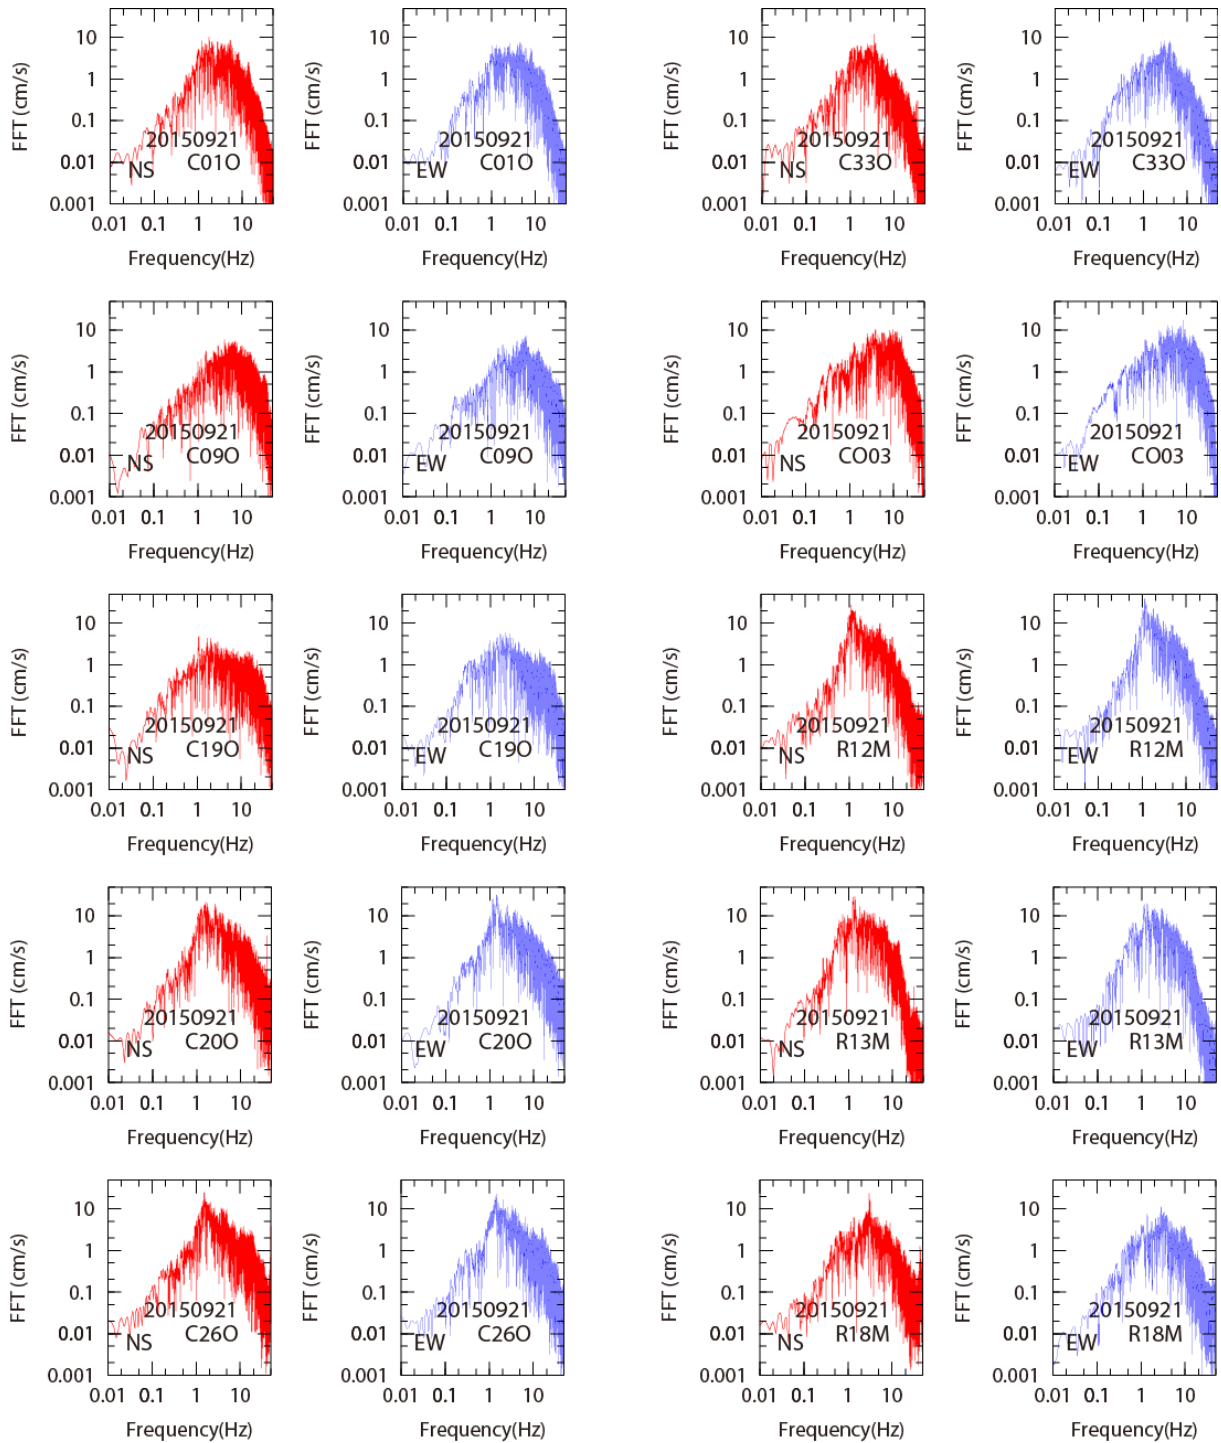 FFT (cm/s) FFT (cm/s) FFT (cm/s) FFT (cm/s)
10 10 10 10
1 1 1 1
0.1 0.1 0.1 0.1
20150921 20150921 20150921 20150921
0.01 NS C01O 0.01 EW C01O 0.01 NS C33O 0.01 EW C33O
0.001 0.001 0.001 0.001
0.01 0.1 1 10 0.01 0.1 1 10 0.01 0.1 1 10 0.01 0.1 1 10
Frequency(Hz) Frequency(Hz) Frequency(Hz) Frequency(Hz)
FFT (cm/s) FFT (cm/s) FFT (cm/s) FFT (cm/s)
10 10 10 10
1 1 1 1
0.1 0.1 0.1 0.1
20150921 20150921 20150921 20150921
0.01 NS C09O 0.01 EW C09O 0.01 NS CO03 0.01 EW CO03
0.001 0.001 0.001 0.001
0.01 0.1 1 10 0.01 0.1 1 10 0.01 0.1 1 10 0.01 0.1 1 10
Frequency(Hz) Frequency(Hz) Frequency(Hz) Frequency(Hz)
FFT (cm/s) FFT (cm/s) FFT (cm/s) FFT (cm/s)
10 10 10 10
1 1 1 1
0.1 0.1 0.1 0.1
20150921 20150921 20150921 20150921
0.01 NS C19O 0.01 EW C19O 0.01 NS R12M 0.01 EW R12M
0.001 0.001 0.001 0.001
0.01 0.1 1 10 0.01 0.1 1 10 0.01 0.1 1 10 0.01 0.1 1 10
Frequency(Hz) Frequency(Hz) Frequency(Hz) Frequency(Hz)
FFT (cm/s) FFT (cm/s) FFT (cm/s) FFT (cm/s)
10 10 10 10
1 1 1 1
0.1 0.1 0.1 0.1
20150921 20150921 20150921 20150921
0.01 NS C20O 0.01 EW C20O 0.01 NS R13M 0.01 EW R13M
0.001 0.001 0.001 0.001
0.01 0.1 1 10 0.01 0.1 1 10 0.01 0.1 1 10 0.01 0.1 1 10
Frequency(Hz) Frequency(Hz) Frequency(Hz) Frequency(Hz)
FFT (cm/s) FFT (cm/s) FFT (cm/s) FFT (cm/s)
10 10 10 10
1 1 1 1
0.1 0.1 0.1 0.1
20150921 20150921 20150921 20150921
0.01 NS C26O 0.01 EW C26O 0.01 NS R18M 0.01 EW R18M
0.001 0.001 0.001 0.001
0.01 0.1 1 10 0.01 0.1 1 10 0.01 0.1 1 10 0.01 0.1 1 10
Frequency(Hz) Frequency(Hz) Frequency(Hz) Frequency(Hz)